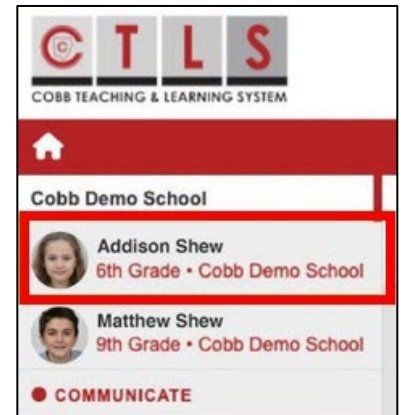 CTLS
COBB TEACHING & LEARNING SYSTEM
Cobb Demo School
Addison Shew
6th Grade • Cobb Demo School
Matthew Shew
9th Grade • Cobb Demo School
COMMUNICATE